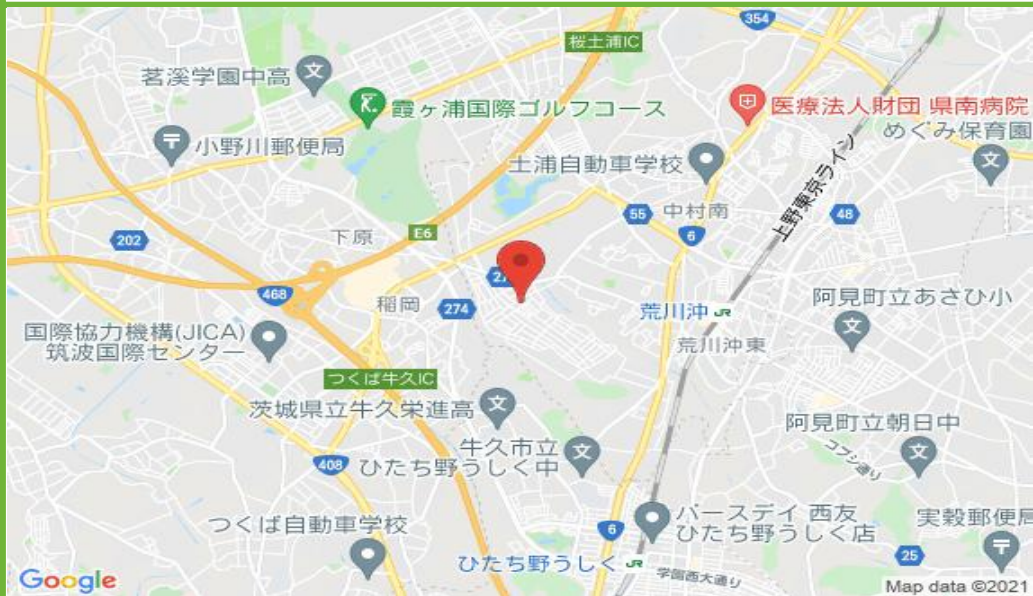 354
桜土浦IC
茗溪学園中高
霞ヶ浦国際ゴルフコース
医療法人財団 県南病院
小野川郵便局
めぐみ保育園
土浦自動車学校
上野東京ライン
55
中村南
48
202
下原
E6
6
468
稲岡
274
荒川沖 JR
阿見町立あさひ小
国際協力機構(JICA)
筑波国際センター
荒川沖東
つくば牛久IC
茨城県立牛久栄進高
阿見町立朝日中
牛久市立
ひたち野うしく中
コブシ通り
408
つくば自動車学校
バースデイ 西友
ひたち野うしく店
実穀郵便局
6
25
ひたち野うしく JR
学園西大通り
Google
Map data ©2021